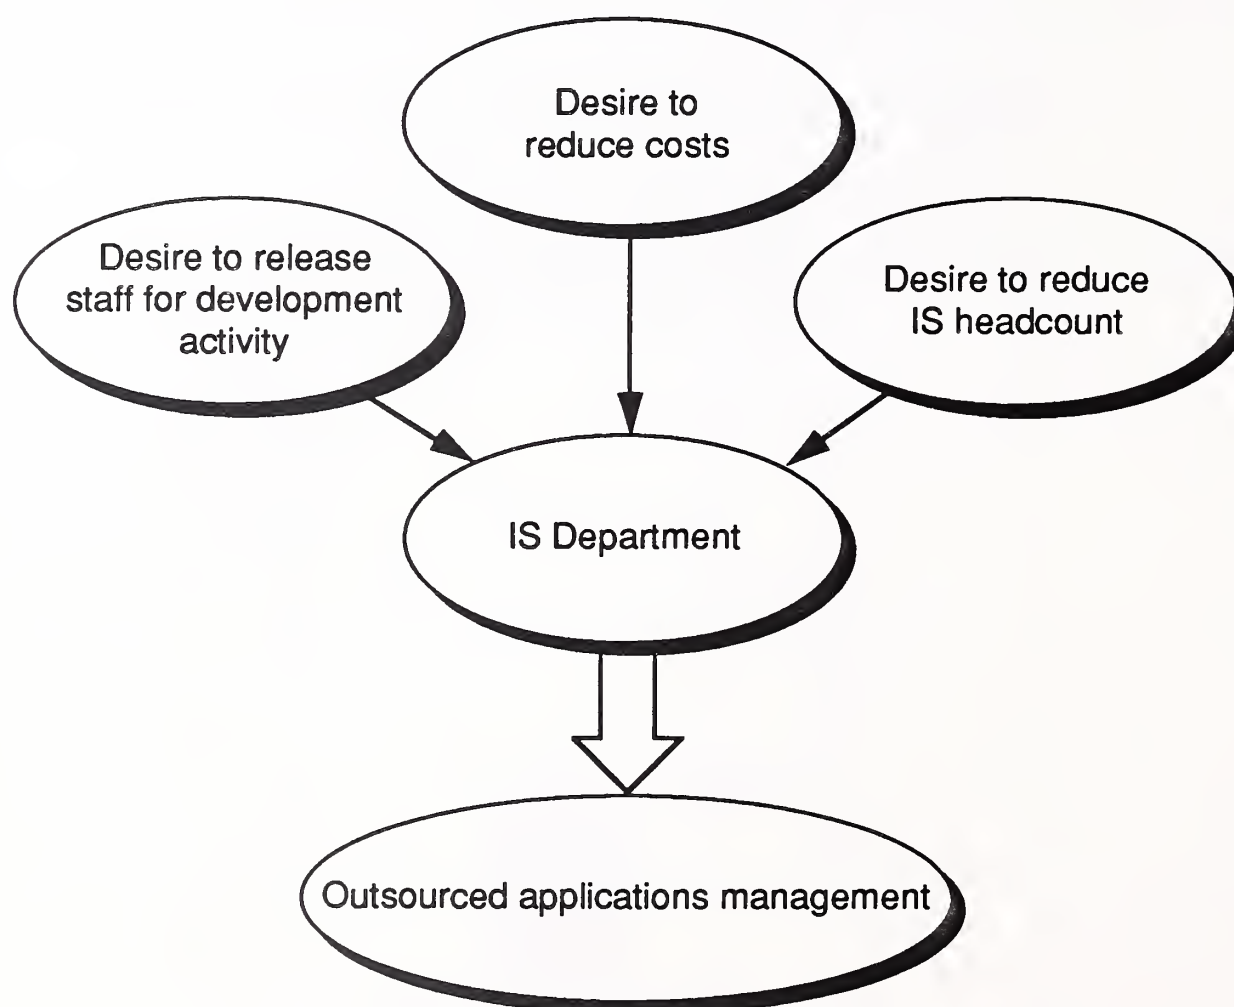 Desire to
reduce costs
Desire to release
staff for development
activity
Desire to reduce
IS headcount
IS Department
Outsourced applications management